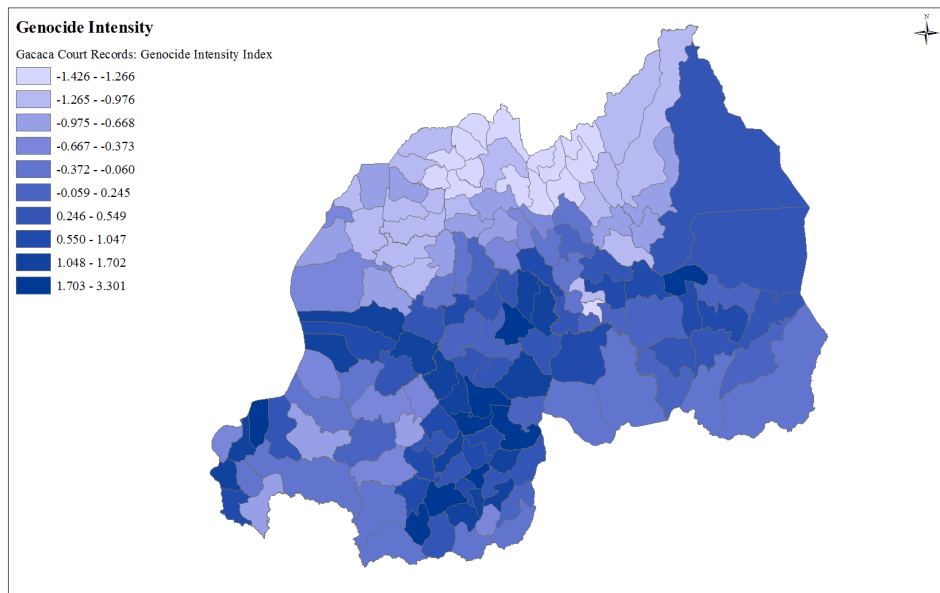 Genocide Intensity
Gacaca Court Records: Genocide Intensity Index
-1.426 - -1.266
-1.265 - -0.976
-0.975 - -0.668
-0.667 - -0.373
-0.372 - -0.060
-0.059 - 0.245
0.246 - 0.549
0.550 - 1.047
1.048 - 1.702
1.703 - 3.301
N